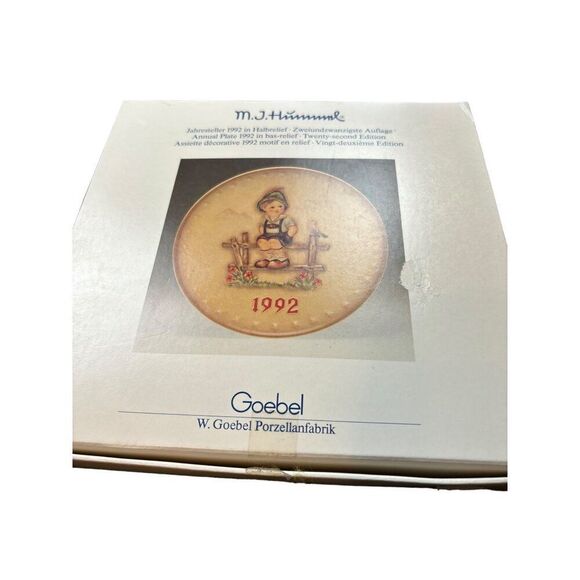 M.J.Hummel®
Jahresteller 1992 in Halbrelief · Zweiundzwanzigste Auflage
Annual Plate 1992 in bas-relief · Twenty-second Edition
Assiette décorative 1992 motif en relief · Vingt-deuxième Edition
1992
Goebel
W. Goebel Porzellanfabrik